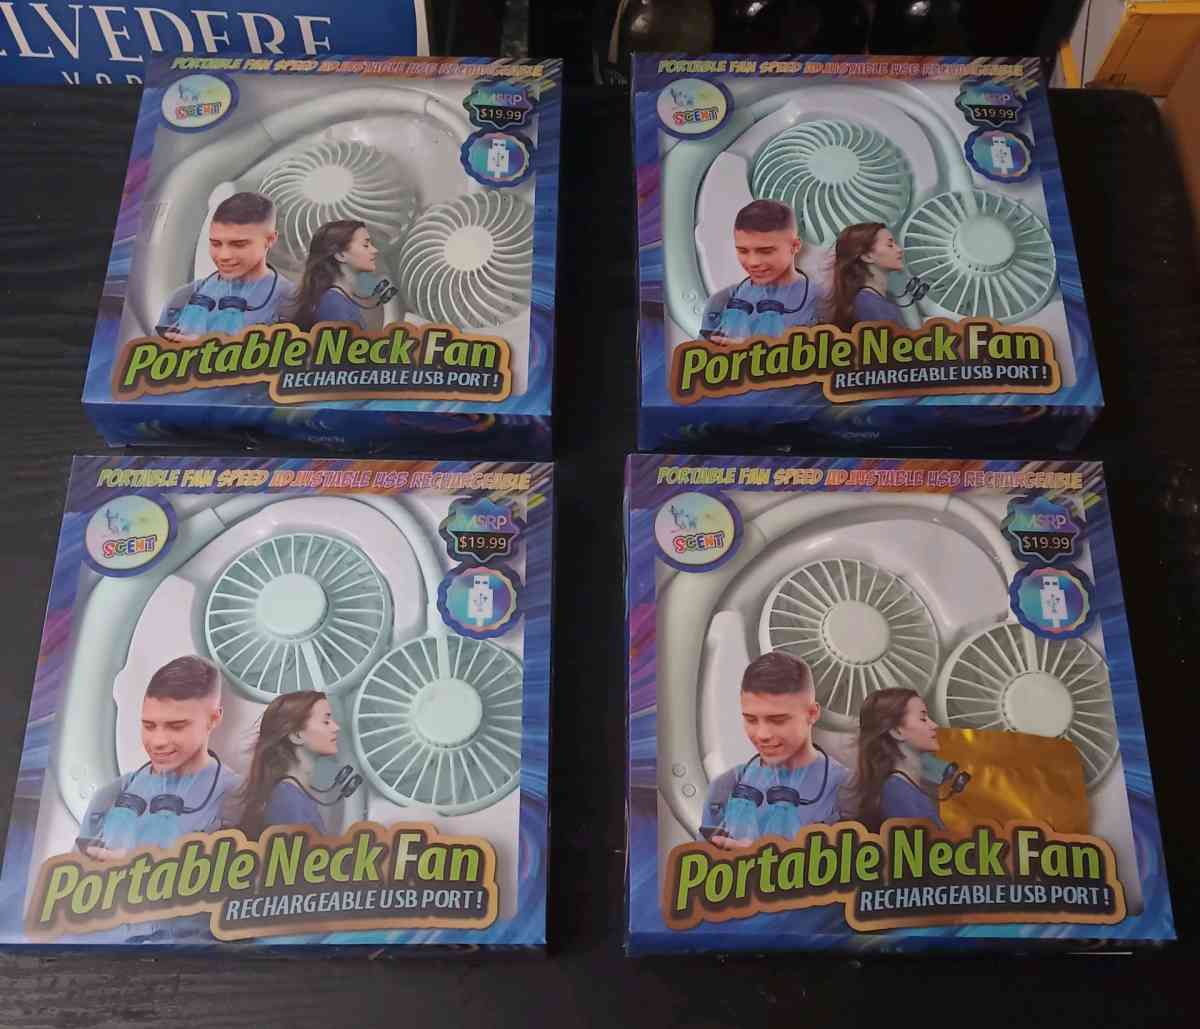 LVEDERE
PORTABLE FAN SPEED ADJUSTABLE USB RECHARGEABLE
SCENT
MSRP
$19.99
Portable Neck Fan
RECHARGEABLE USB PORT!
OPEN
PORTABLE FAN SPEED ADJUSTABLE USB RECHARGEABLE
SCENT
MSRP
$19.99
Portable Neck Fan
RECHARGEABLE USB PORT!
OPEN
PORTABLE FAN SPEED ADJUSTABLE USB RECHARGEABLE
SCENT
MSRP
$19.99
Portable Neck Fan
RECHARGEABLE USB PORT!
PORTABLE FAN SPEED ADJUSTABLE USB RECHARGEABLE
SCENT
MSRP
$19.99
Portable Neck Fan
RECHARGEABLE USB PORT!